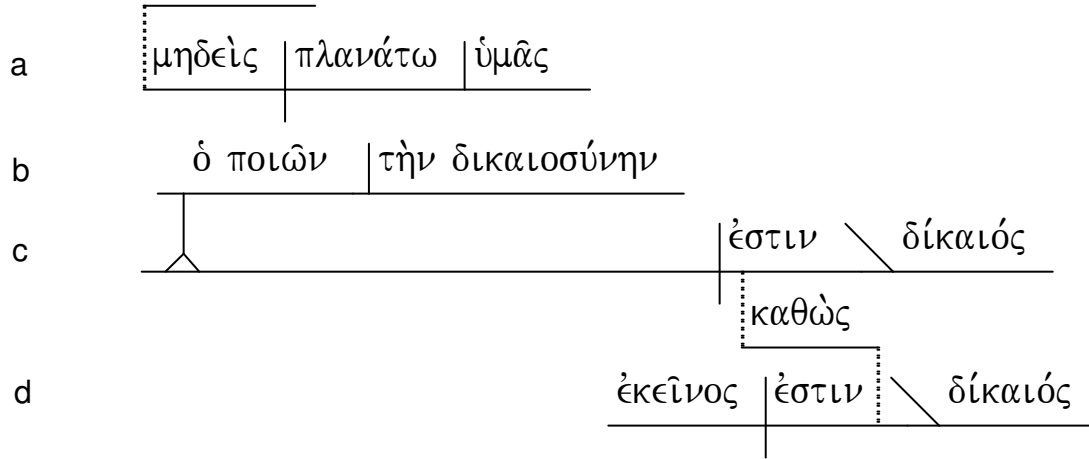 a μηδεὶς πλανάτω ὑμᾶς
b ὁ ποιῶν τὴν δικαιοσύνην
c ἐστιν δίκαιός
καθὼς
d ἐκεῖνος ἐστιν δίκαιός